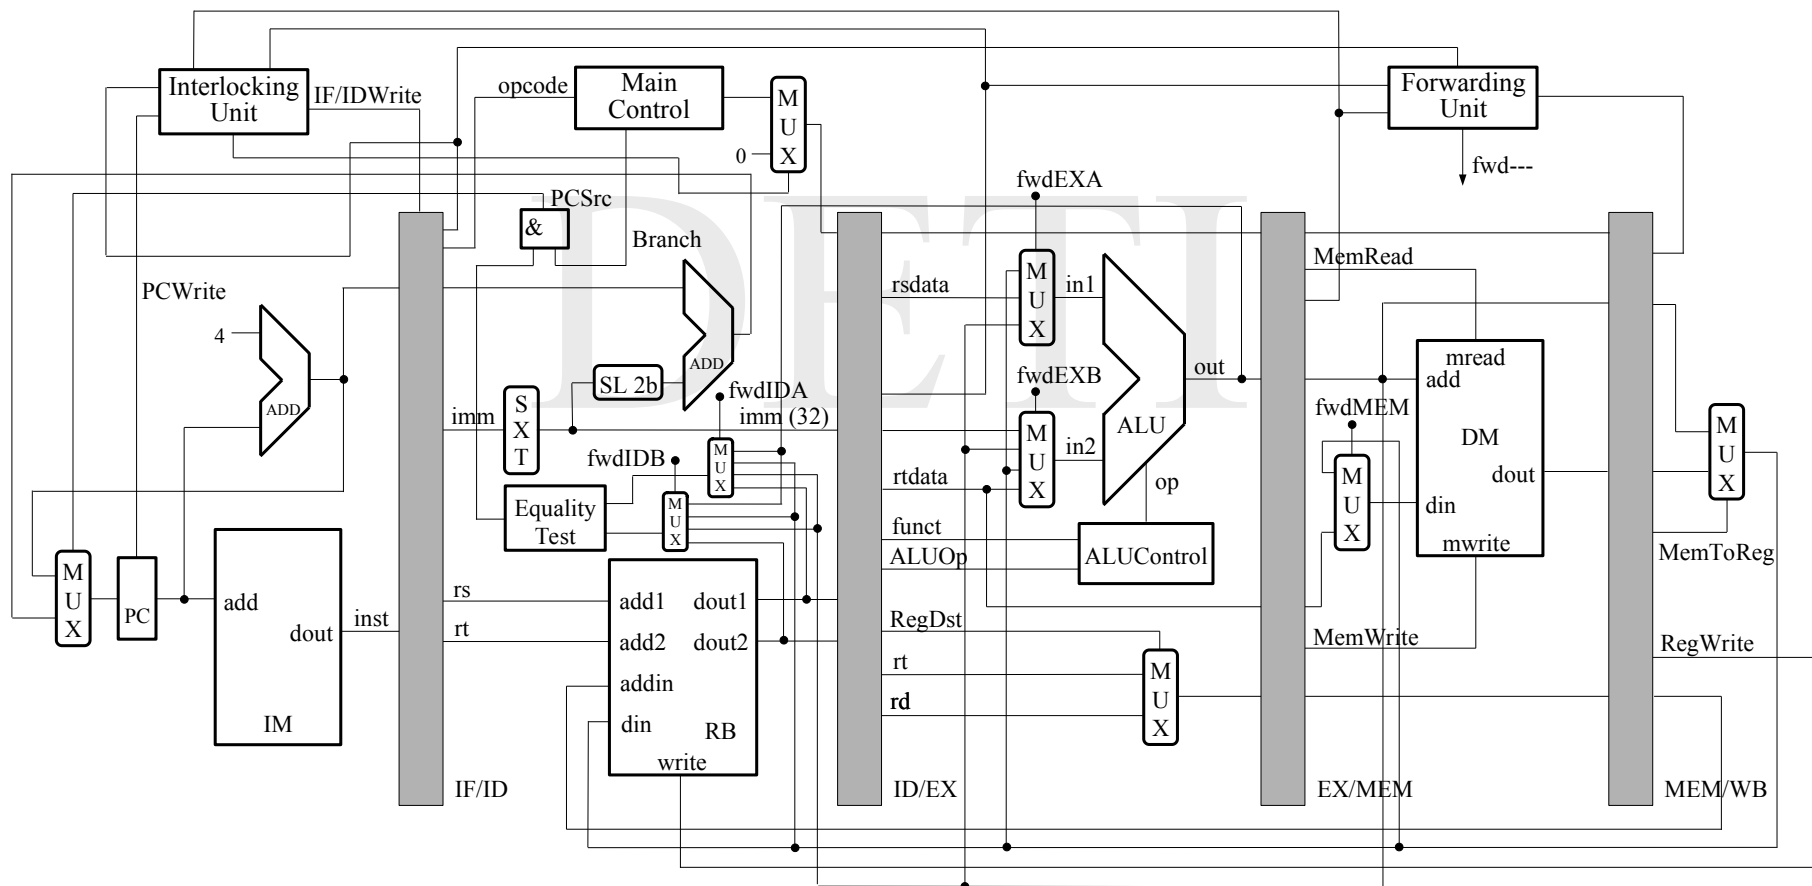 Interlocking
Unit
IF/IDWrite
opcode
Main
Control
M
U
X
0
Forwarding
Unit
fwd---
DETI
PCSrc
&
Branch
fwdEXA
MemRead
PCWrite
4
ADD
ADD
SL 2b
rsdata
M
U
X
in1
fwdEXB
out
mread
add
fwdMEM
DM
dout
din
mwrite
M
U
X
M
U
X
MemToReg
imm
S
X
T
fwdIDA
imm (32)
fwdIDB
M
U
X
M
U
X
Equality
Test
rtdata
M
U
X
in2
ALU
op
funct
ALUOp
ALUControl
M
U
X
PC
add
dout
IM
inst
rs
rt
add1
add2
addin
din
write
dout1
dout2
RB
RegDst
rt
rd
M
U
X
MemWrite
RegWrite
IF/ID
ID/EX
EX/MEM
MEM/WB